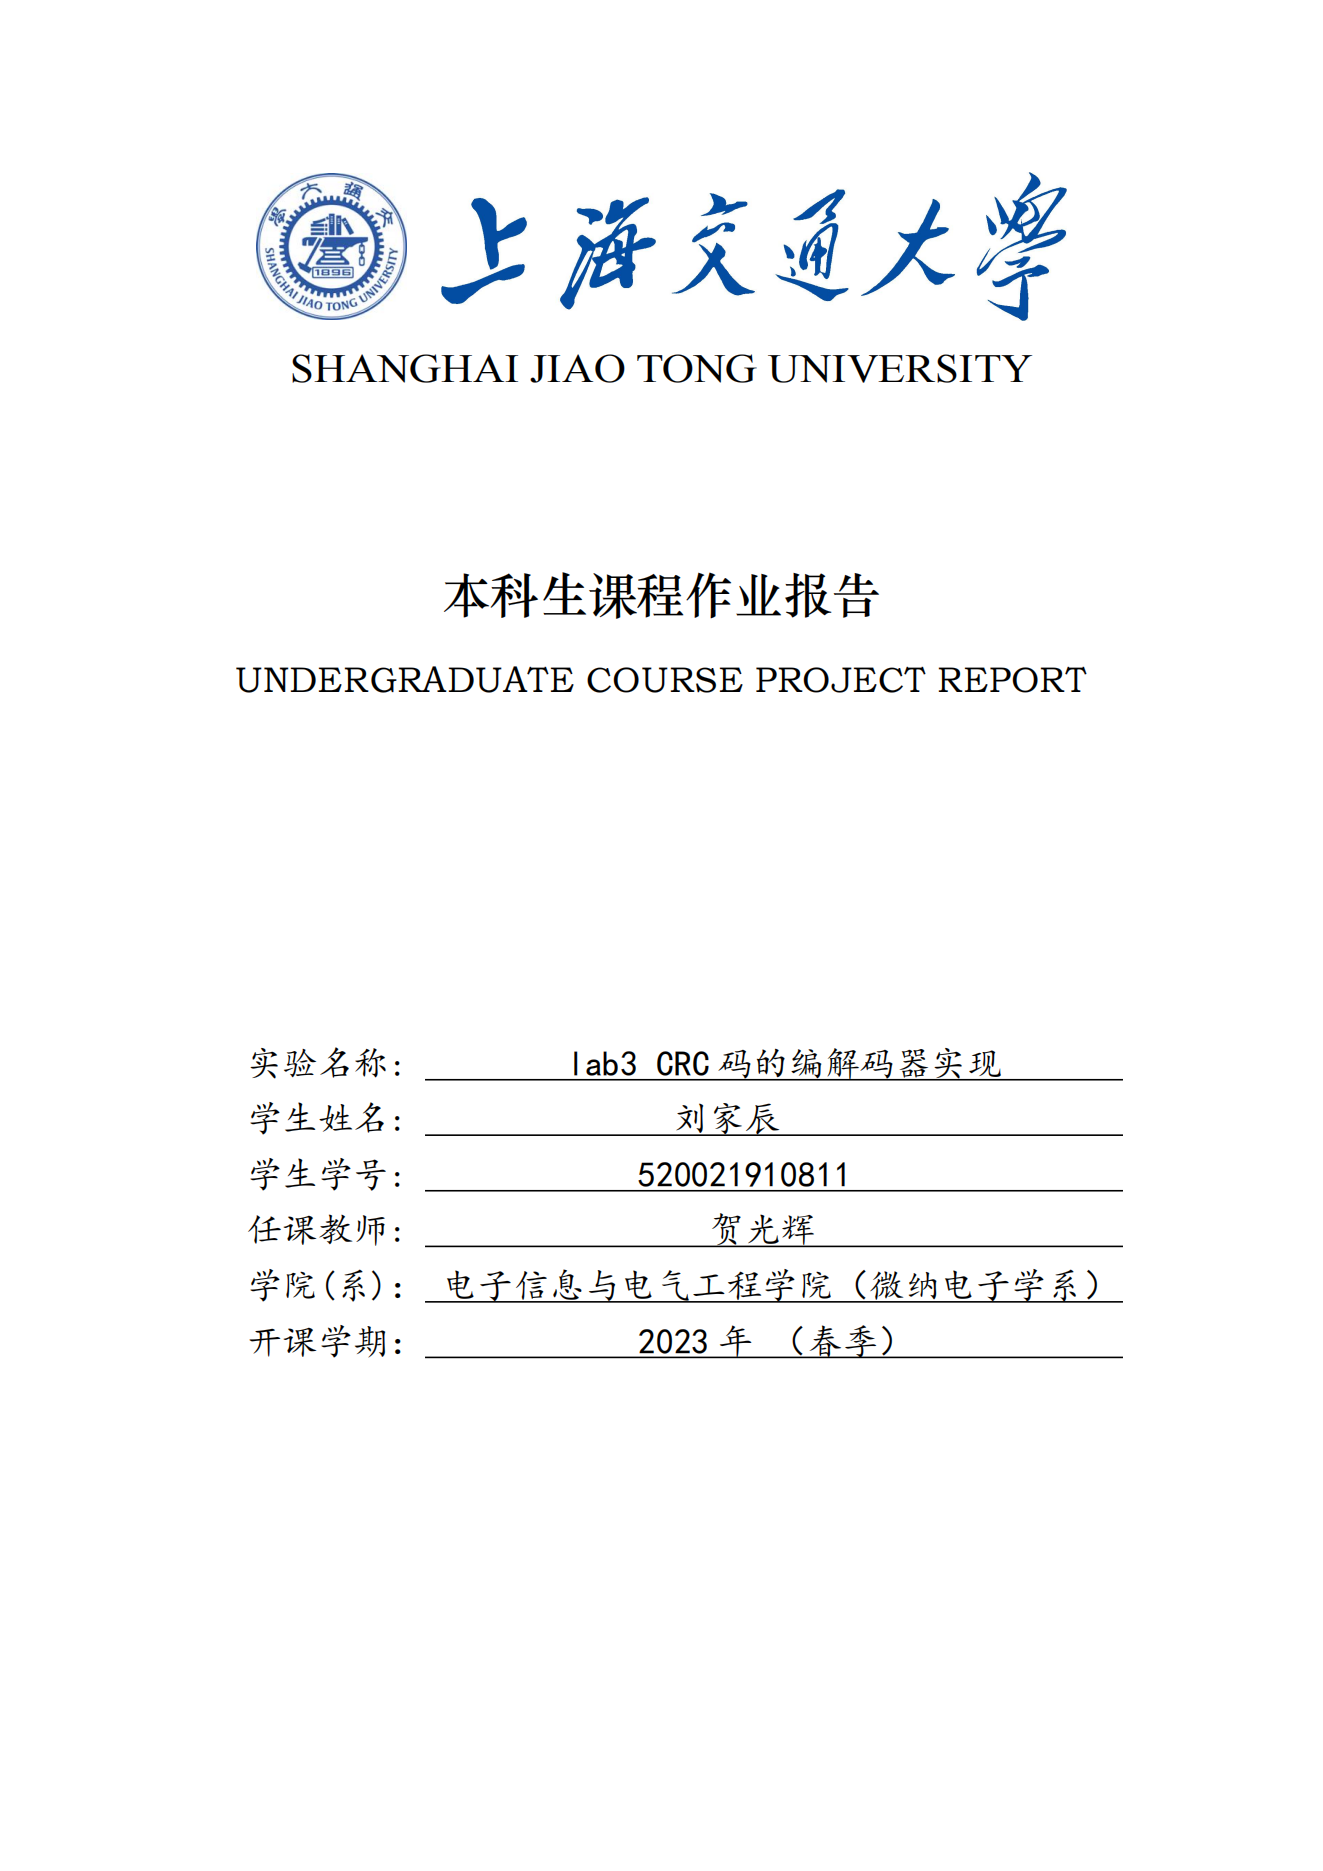 上海交通大学
SHANGHAI JIAO TONG UNIVERSITY
1896
SHANGHAI JIAO TONG UNIVERSITY
本科生课程作业报告
UNDERGRADUATE COURSE PROJECT REPORT
实验名称: lab3 CRC 码的编解码器实现
学生姓名: 刘家辰
学生学号: 520021910811
任课教师: 贺光辉
学院(系): 电子信息与电气工程学院（微纳电子学系）
开课学期: 2023 年 （春季）